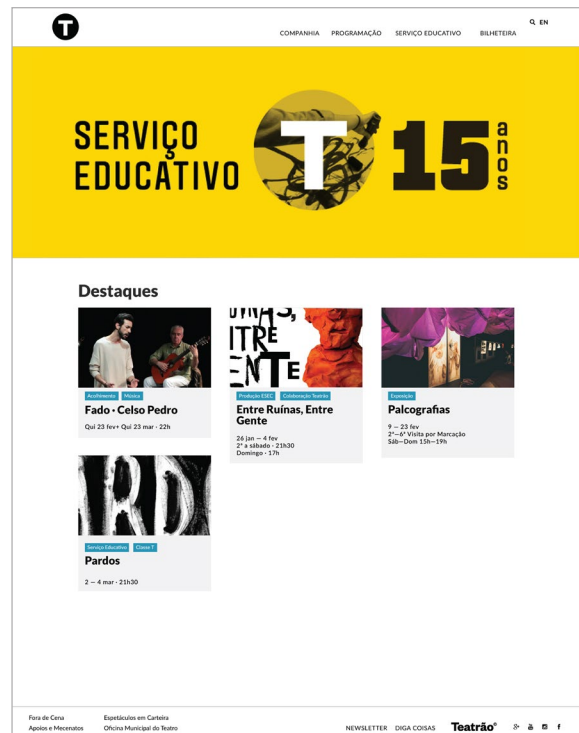 T
COMPANHIA PROGRAMAÇÃO SERVIÇO EDUCATIVO BILHETEIRA EN
SERVIÇO
EDUCATIVO
T
15
anos
Destaques
Acolhimento Música
Fado · Celso Pedro
Qui 23 fev+ Qui 23 mar · 22h
ITRE
ENTE
Produção ESEC Colaboração Teatrão
Entre Ruínas, Entre
Gente
26 jan — 4 fev
2ª a sábado · 21h30
Domingo · 17h
Exposição
Palcografias
9 — 23 fev
2ª—6ª Visita por Marcação
Sáb—Dom 15h—19h
ARDO
Serviço Educativo Classe T
Pardos
2 — 4 mar · 21h30
Fora de Cena
Apoios e Mecenatos
Espetáculos em Carteira
Oficina Municipal do Teatro
NEWSLETTER DIGA COISAS Teatrão